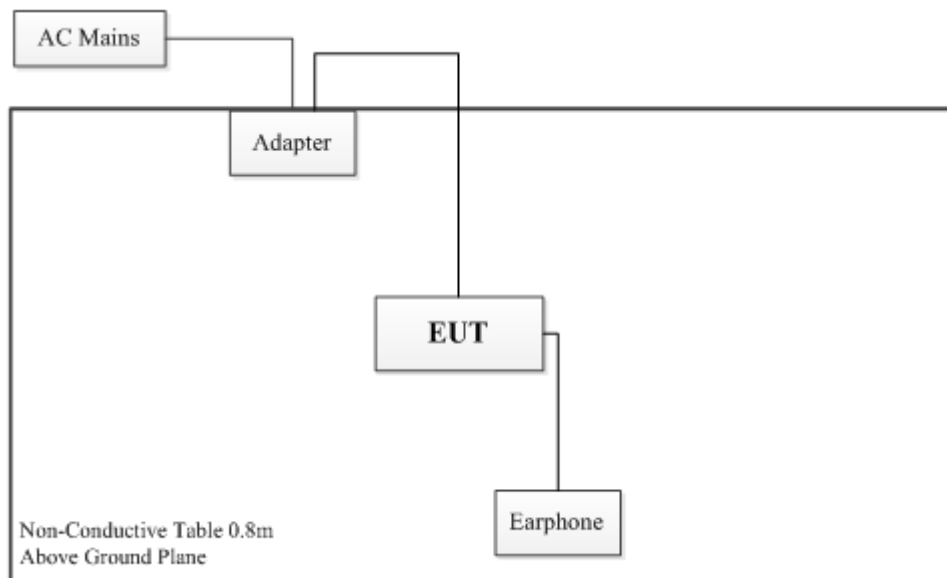 AC Mains
Adapter
EUT
Earphone
Non-Conductive Table 0.8m
Above Ground Plane